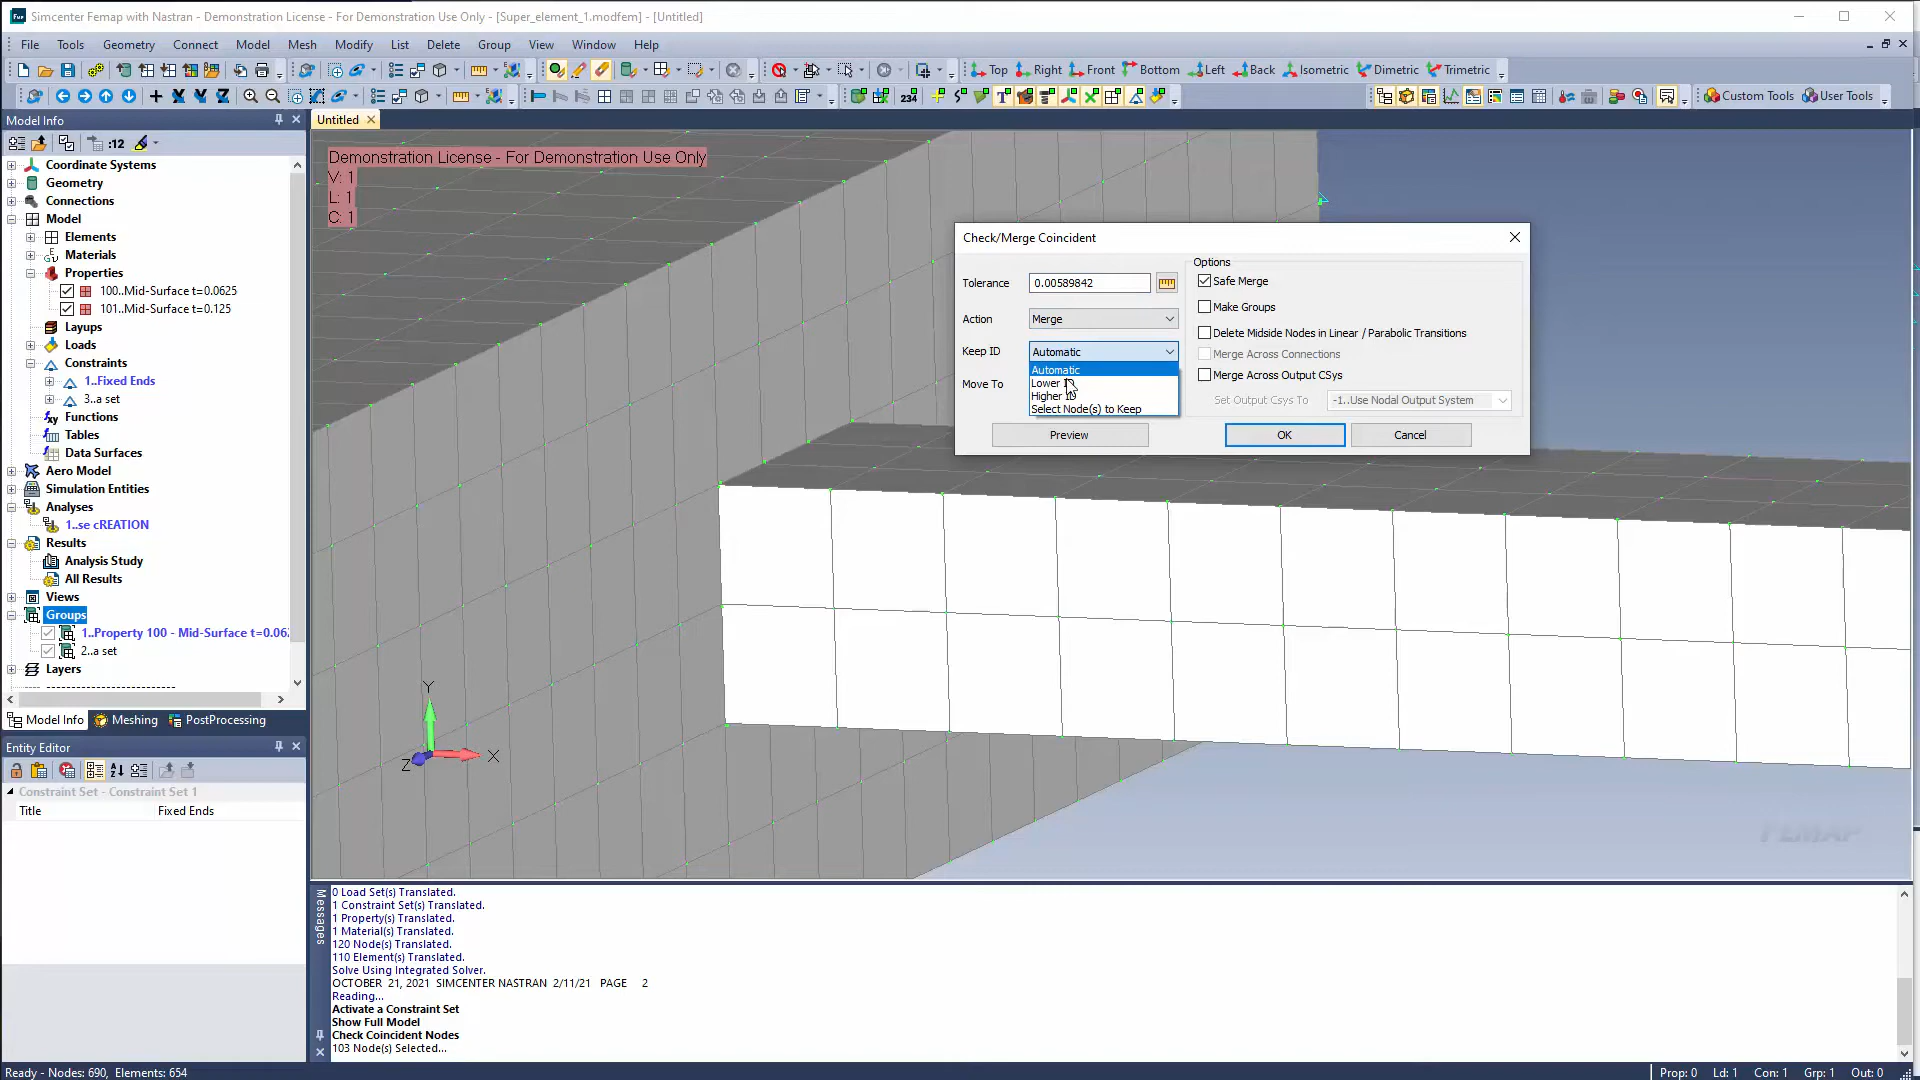 Simcenter Femap with Nastran - Demonstration License - For Demonstration Use Only - [Super_element_1.modfem] - [Untitled]
File Tools Geometry Connect Model Mesh Modify List Delete Group View Window Help
Top Right Front Bottom Left Back Isometric Dimetric Trimetric
234 Custom Tools User Tools
Model Info
:12
Coordinate Systems
Geometry
Connections
Model
Elements
Materials
Properties
100..Mid-Surface t=0.0625
101..Mid-Surface t=0.125
Layups
Loads
Constraints
1..Fixed Ends
3..a set
Functions
Tables
Data Surfaces
Aero Model
Simulation Entities
Analyses
1..se cREATION
Results
Analysis Study
All Results
Views
Groups
1..Property 100 - Mid-Surface t=0.062
2..a set
Layers
Model Info Meshing PostProcessing
Entity Editor
Constraint Set - Constraint Set 1
Title Fixed Ends
Untitled
Demonstration License - For Demonstration Use Only
V: 1
L: 1
C: 1
Y
X
Z
FEMAP
Check/Merge Coincident
Tolerance 0.00589842
Action Merge
Keep ID Automatic
Automatic
Lower ID
Higher ID
Select Node(s) to Keep
Move To
Preview
Options
Safe Merge
Make Groups
Delete Midside Nodes in Linear / Parabolic Transitions
Merge Across Connections
Merge Across Output CSys
Set Output Csys To -1..Use Nodal Output System
OK Cancel
Messages
0 Load Set(s) Translated.
1 Constraint Set(s) Translated.
1 Property(s) Translated.
1 Material(s) Translated.
120 Node(s) Translated.
110 Element(s) Translated.
Solve Using Integrated Solver.
OCTOBER 21, 2021 SIMCENTER NASTRAN 2/11/21 PAGE 2
Reading...
Activate a Constraint Set
Show Full Model
Check Coincident Nodes
103 Node(s) Selected...
Ready - Nodes: 690, Elements: 654
Prop: 0 Ld: 1 Con: 1 Grp: 1 Out: 0